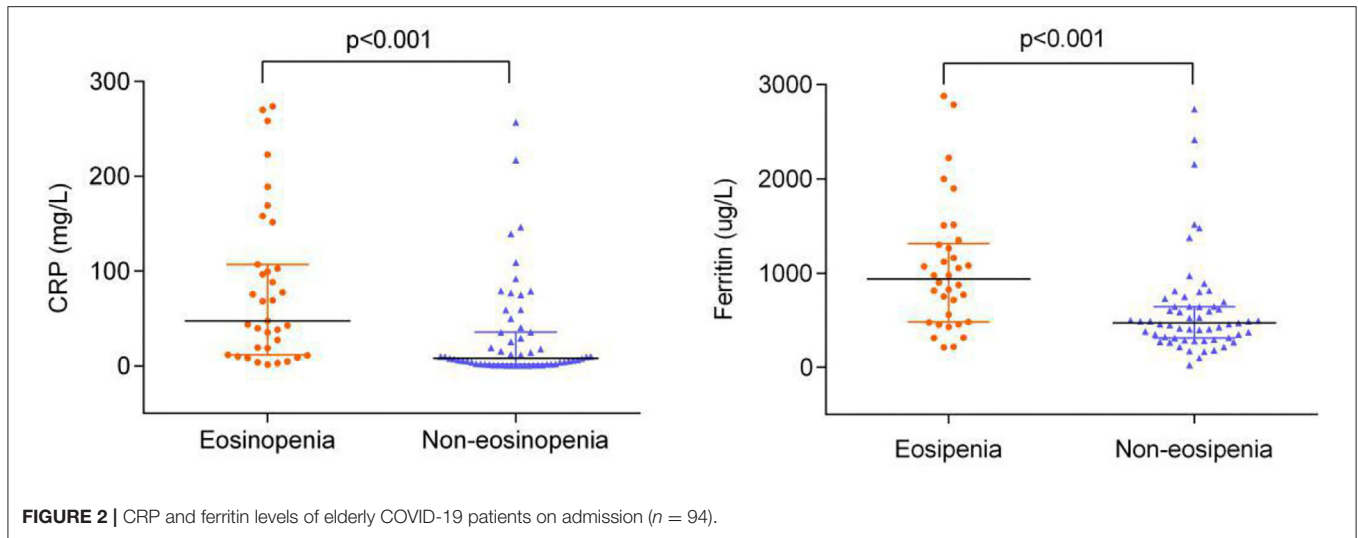 p<0.001
300
200
100
0
CRP (mg/L)
Eosinopenia
Non-eosinopenia
p<0.001
3000
2000
1000
0
Ferritin (ug/L)
Eosipenia
Non-eosipenia
FIGURE 2 | CRP and ferritin levels of elderly COVID-19 patients on admission (n = 94).